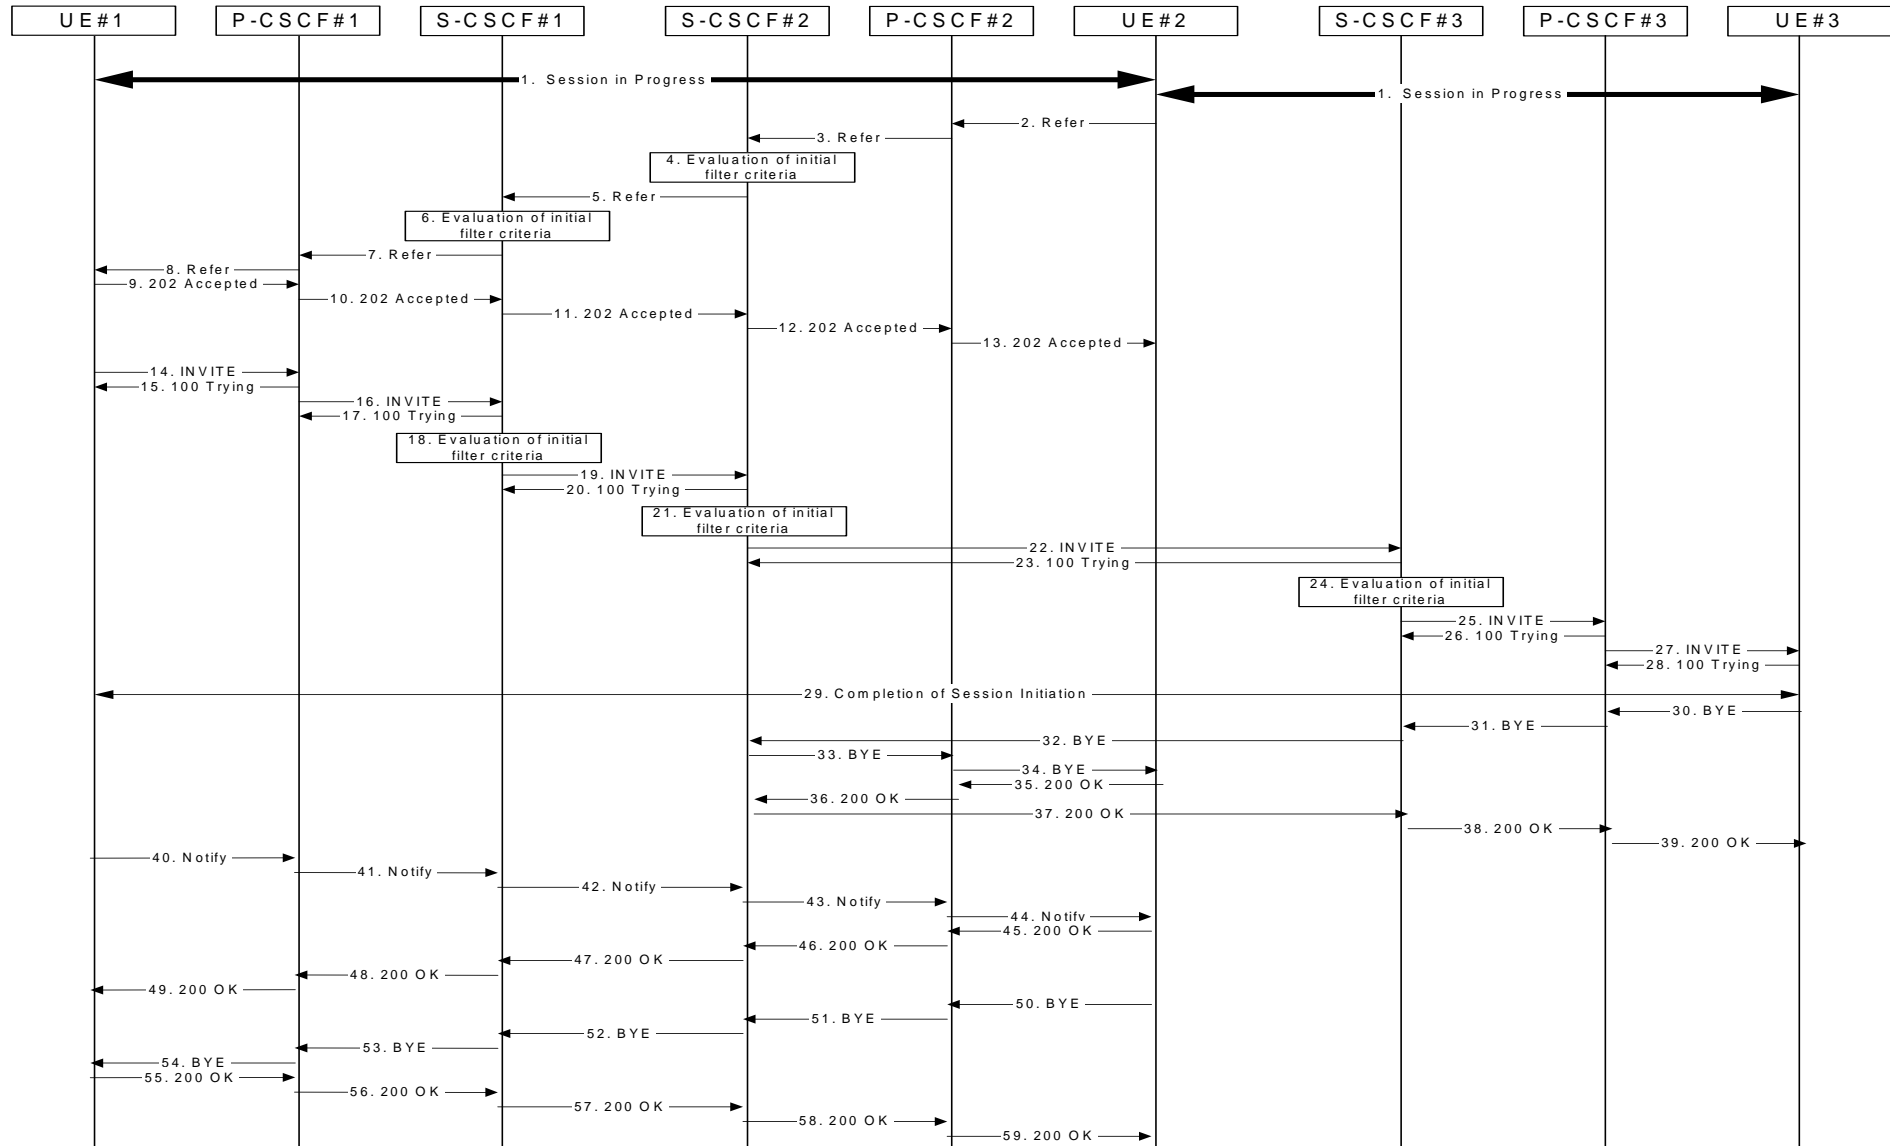 UE#1
P-CSCF#1
S-CSCF#1
S-CSCF#2
P-CSCF#2
UE#2
S-CSCF#3
P-CSCF#3
UE#3
1. Session in Progress
1. Session in Progress
2. Refer
3. Refer
4. Evaluation of initial
filter criteria
5. Refer
6. Evaluation of initial
filter criteria
7. Refer
8. Refer
9. 202 Accepted
10. 202 Accepted
11. 202 Accepted
12. 202 Accepted
13. 202 Accepted
14. INVITE
15. 100 Trying
16. INVITE
17. 100 Trying
18. Evaluation of initial
filter criteria
19. INVITE
20. 100 Trying
21. Evaluation of initial
filter criteria
22. INVITE
23. 100 Trying
24. Evaluation of initial
filter criteria
25. INVITE
26. 100 Trying
27. INVITE
28. 100 Trying
29. Completion of Session Initiation
30. BYE
31. BYE
32. BYE
33. BYE
34. BYE
35. 200 OK
36. 200 OK
37. 200 OK
38. 200 OK
39. 200 OK
40. Notify
41. Notify
42. Notify
43. Notify
44. Notify
45. 200 OK
46. 200 OK
47. 200 OK
48. 200 OK
49. 200 OK
50. BYE
51. BYE
52. BYE
53. BYE
54. BYE
55. 200 OK
56. 200 OK
57. 200 OK
58. 200 OK
59. 200 OK